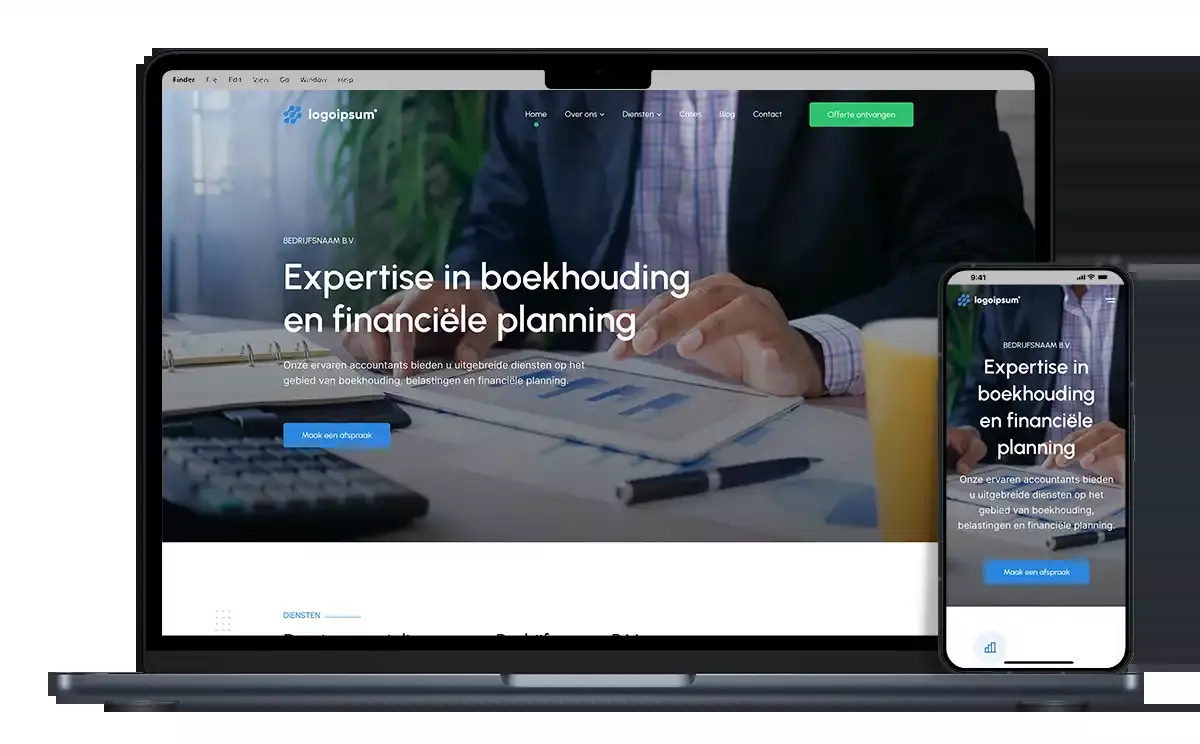 Finder File Edit View Go Window Help
logoipsum
Home Over ons Diensten Cases Blog Contact Offerte ontvangen
BEDRIJFSNAAM B.V.
Expertise in boekhouding
en financiële planning
Onze ervaren accountants bieden u uitgebreide diensten op het
gebied van boekhouding, belastingen en financiële planning.
Maak een afspraak
DIENSTEN
9:41
logoipsum
BEDRIJFSNAAM B.V.
Expertise in
boekhouding
en financiële
planning
Onze ervaren accountants bieden
u uitgebreide diensten op het
gebied van boekhouding,
belastingen en financiële planning.
Maak een afspraak